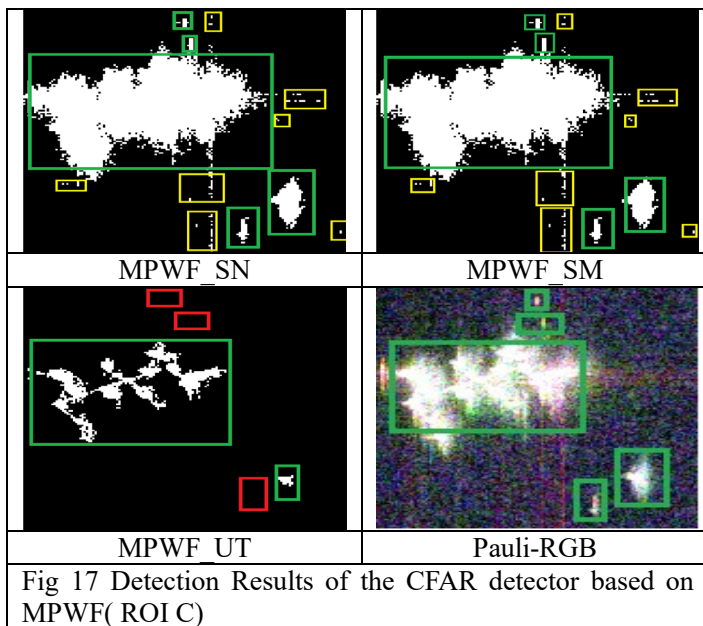 MPWF_SN
MPWF_SM
MPWF_UT
Pauli-RGB
Fig 17 Detection Results of the CFAR detector based on
MPWF( ROI C)